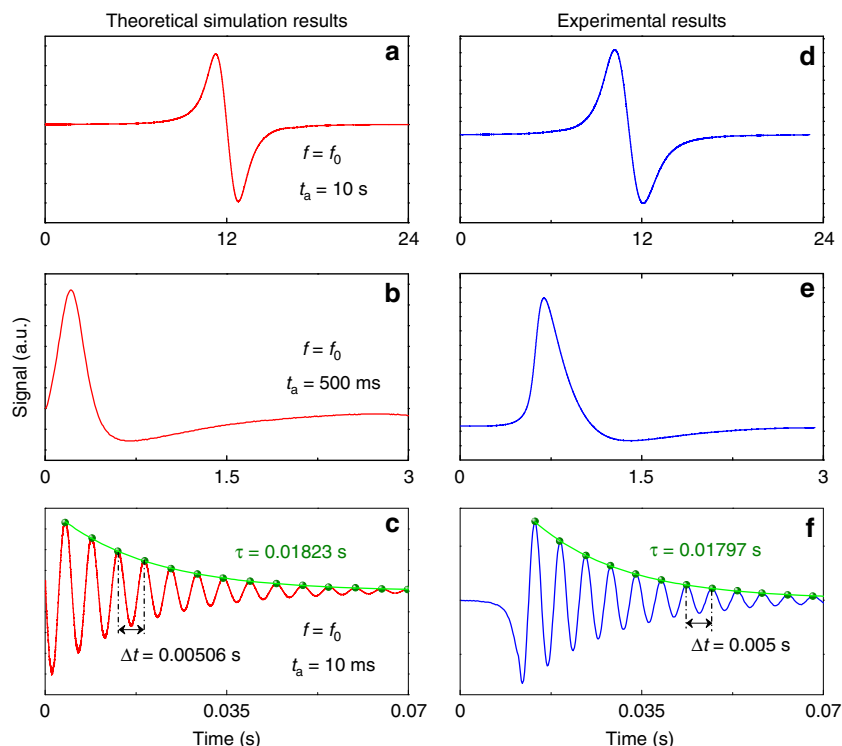 Theoretical simulation results
Experimental results
a
f = f₀
tₐ = 10 s
0 12 24
d
0 12 24
Signal (a.u.)
b
f = f₀
tₐ = 500 ms
0 1.5 3
e
0 1.5 3
c
τ = 0.01823 s
Δt = 0.00506 s
f = f₀
tₐ = 10 ms
0 0.035 0.07
Time (s)
f
τ = 0.01797 s
Δt = 0.005 s
0 0.035 0.07
Time (s)